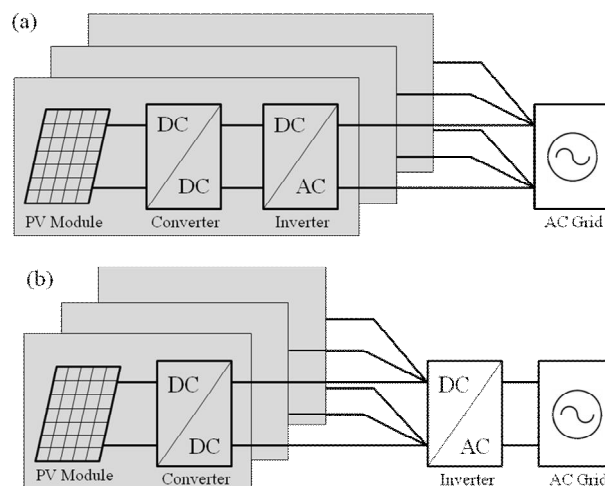 (a)
DC
DC
DC
AC
PV Module
Converter
Inverter
AC Grid
(b)
DC
DC
DC
AC
PV Module
Converter
Inverter
AC Grid